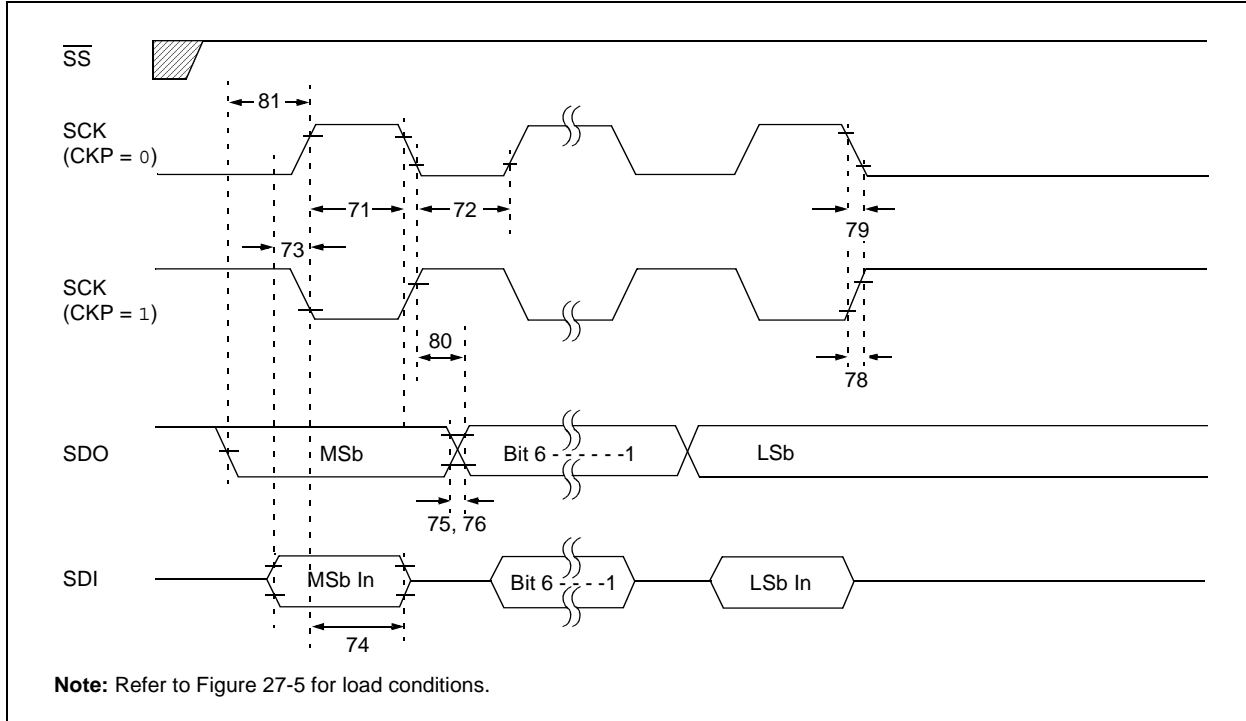 SS
81
SCK
(CKP = 0)
71
72
79
73
SCK
(CKP = 1)
80
78
SDO
MSb
Bit 6 - - - - - - -1
LSb
75, 76
SDI
MSb In
Bit 6 - - - - -1
LSb In
74
Note: Refer to Figure 27-5 for load conditions.